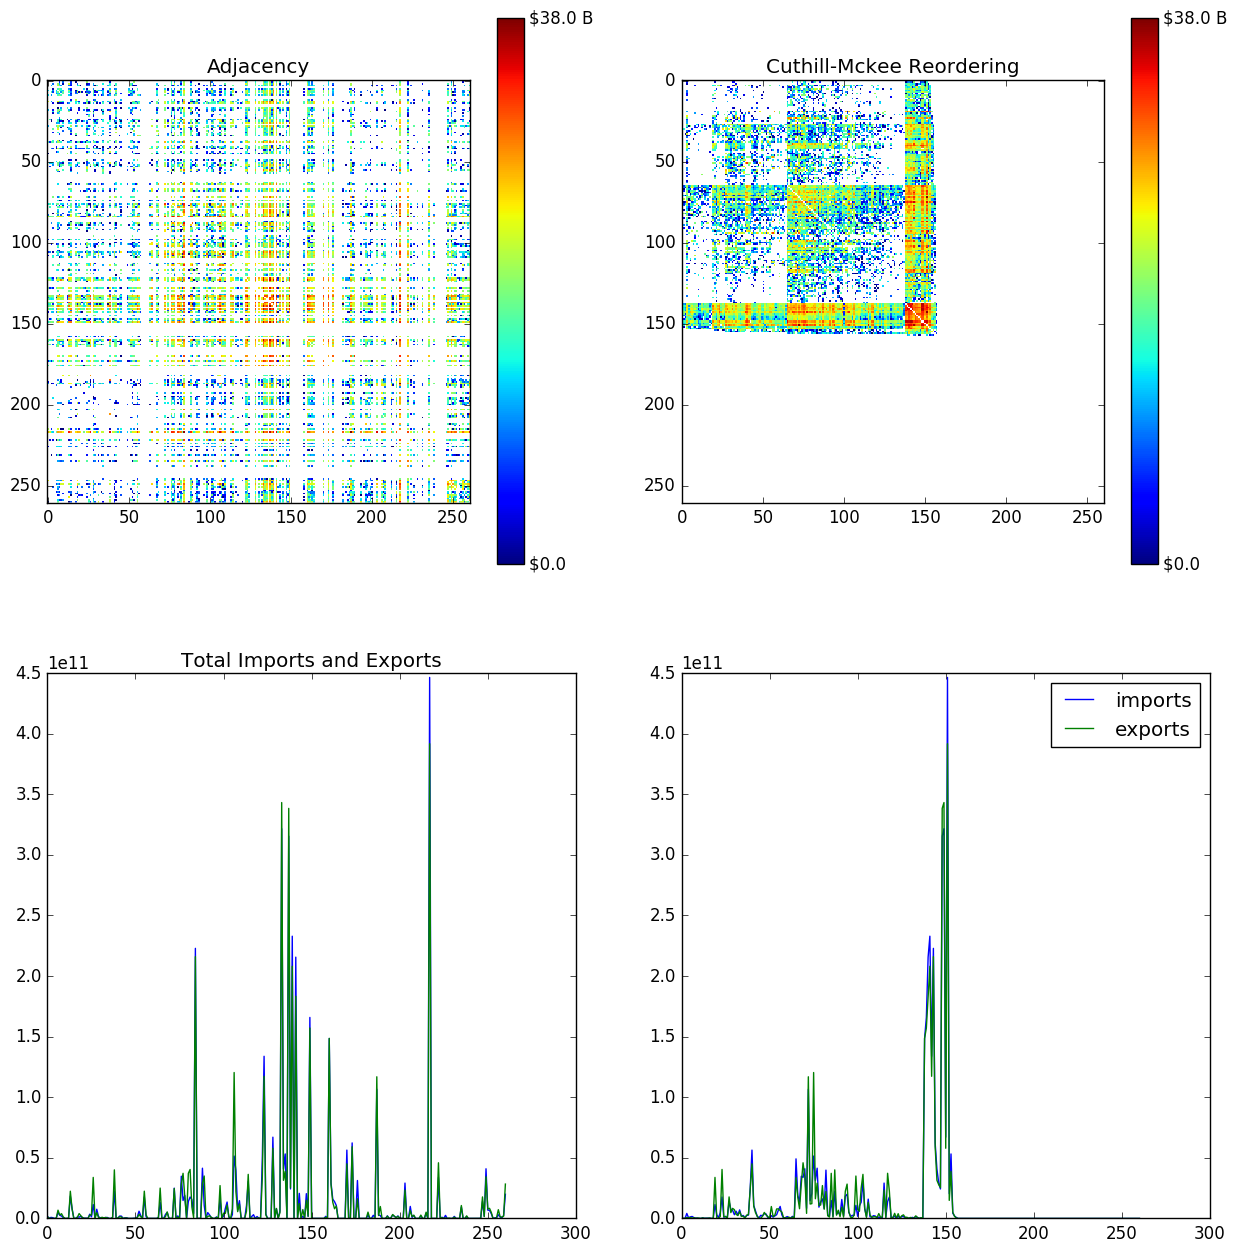 $38.0 B
$38.0 B
Adjacency
Cuthill-Mckee Reordering
0
50
100
150
200
250
0 50 100 150 200 250
$0.0
0
50
100
150
200
250
0 50 100 150 200 250
$0.0
1e11
Total Imports and Exports
4.5
4.0
3.5
3.0
2.5
2.0
1.5
1.0
0.5
0.0
0 50 100 150 200 250 300
1e11
4.5
4.0
3.5
3.0
2.5
2.0
1.5
1.0
0.5
0.0
0 50 100 150 200 250 300
imports
exports